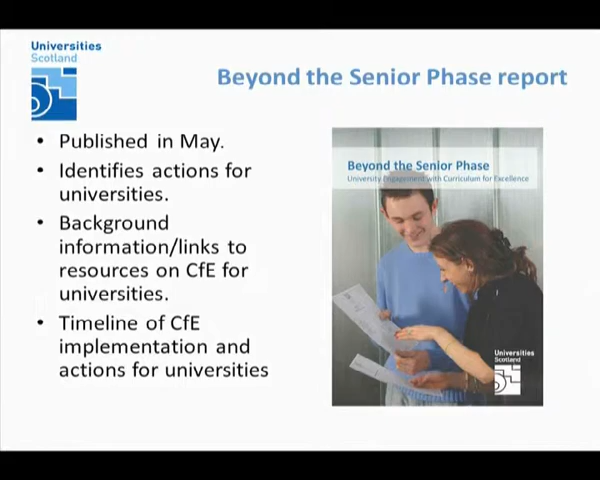 Universities
Scotland
Beyond the Senior Phase report
• Published in May.
• Identifies actions for
universities.
• Background
information/links to
resources on CfE for
universities.
• Timeline of CfE
implementation and
actions for universities
Beyond the Senior Phase
University Engagement with Curriculum for Excellence
Universities
Scotland